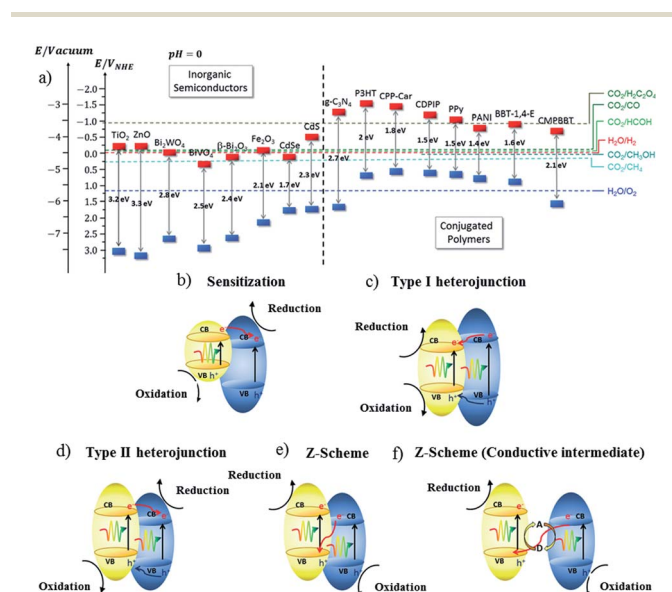 E/Vacuum
E/V_NHE
pH = 0
a)
Inorganic
Semiconductors
-3
-4
-5
-6
-7
-2.0
-1.5
-1.0
-0.5
0.0
0.5
1.0
1.5
2.0
2.5
3.0
TiO₂
ZnO
Bi₂WO₄
BiVO₄
β-Bi₂O₃
Fe₂O₃
CdSe
CdS
g-C₃N₄
P3HT
CPP-Car
CDPIP
PPy
PANI
BBT-1,4-E
CMPBBT
3.2 eV
3.3 eV
2.8 eV
2.5eV
2.4 eV
2.1 eV
1.7 eV
2.3 eV
2.7 eV
2 eV
1.8 eV
1.5 eV
1.5 eV
1.4 eV
1.6 eV
2.1 eV
CO₂/H₂C₂O₄
CO₂/CO
CO₂/HCOH
H₂O/H₂
CO₂/CH₃OH
CO₂/CH₄
H₂O/O₂
Conjugated
Polymers
b) Sensitization
Reduction
CB e⁻
CB e⁻
VB h⁺
VB
Oxidation
c) Type I heterojunction
Reduction
CB e⁻
CB e⁻
VB h⁺
VB h⁺
Oxidation
d) Type II heterojunction
Reduction
CB e⁻
CB e⁻
VB h⁺
VB h⁺
Oxidation
e) Z-Scheme
Reduction
CB e⁻
CB e⁻
VB h⁺
VB h⁺
Oxidation
f) Z-Scheme (Conductive intermediate)
Reduction
CB e⁻
A
CB e⁻
D
VB h⁺
VB h⁺
Oxidation